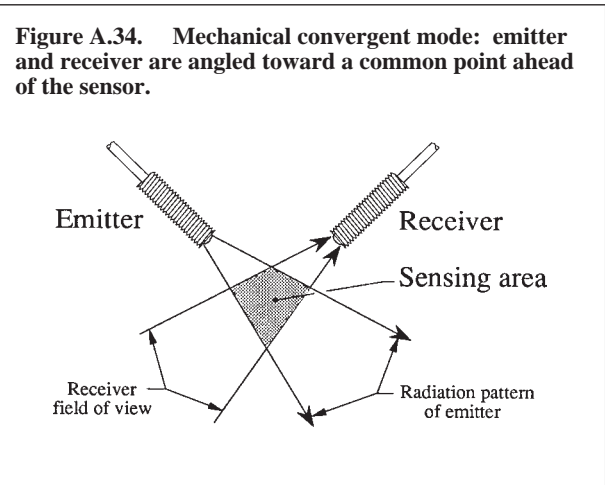 Figure A.34. Mechanical convergent mode: emitter
and receiver are angled toward a common point ahead
of the sensor.
Emitter
Receiver
Sensing area
Receiver
field of view
Radiation pattern
of emitter